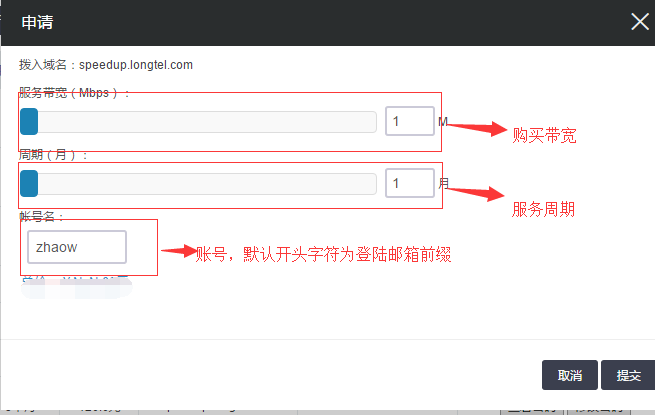 申请
拨入域名：speedup.longtel.com
服务带宽（Mbps）：
1 M
购买带宽
周期（月）：
1 月
服务周期
帐号名：
zhaow
账号，默认开头字符为登陆邮箱前缀
取消 提交